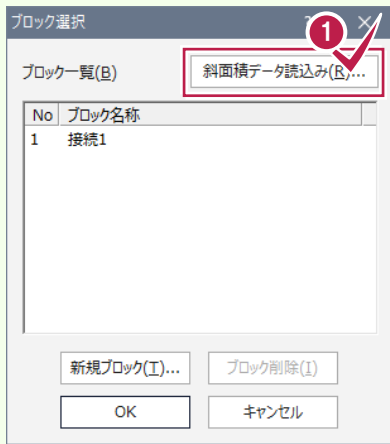 ブロック選択
?
1
ブロック一覧(B)
斜面積データ読込み(R)...
No ブロック名称
1 接続1
新規ブロック(T)...
ブロック削除(I)
OK
キャンセル